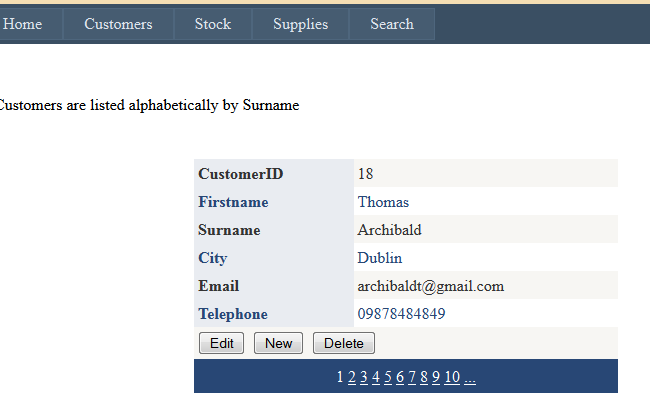 Home Customers Stock Supplies Search
Customers are listed alphabetically by Surname
CustomerID 18
Firstname Thomas
Surname Archibald
City Dublin
Email archibaldt@gmail.com
Telephone 09878484849
Edit New Delete
1 2 3 4 5 6 7 8 9 10 ...